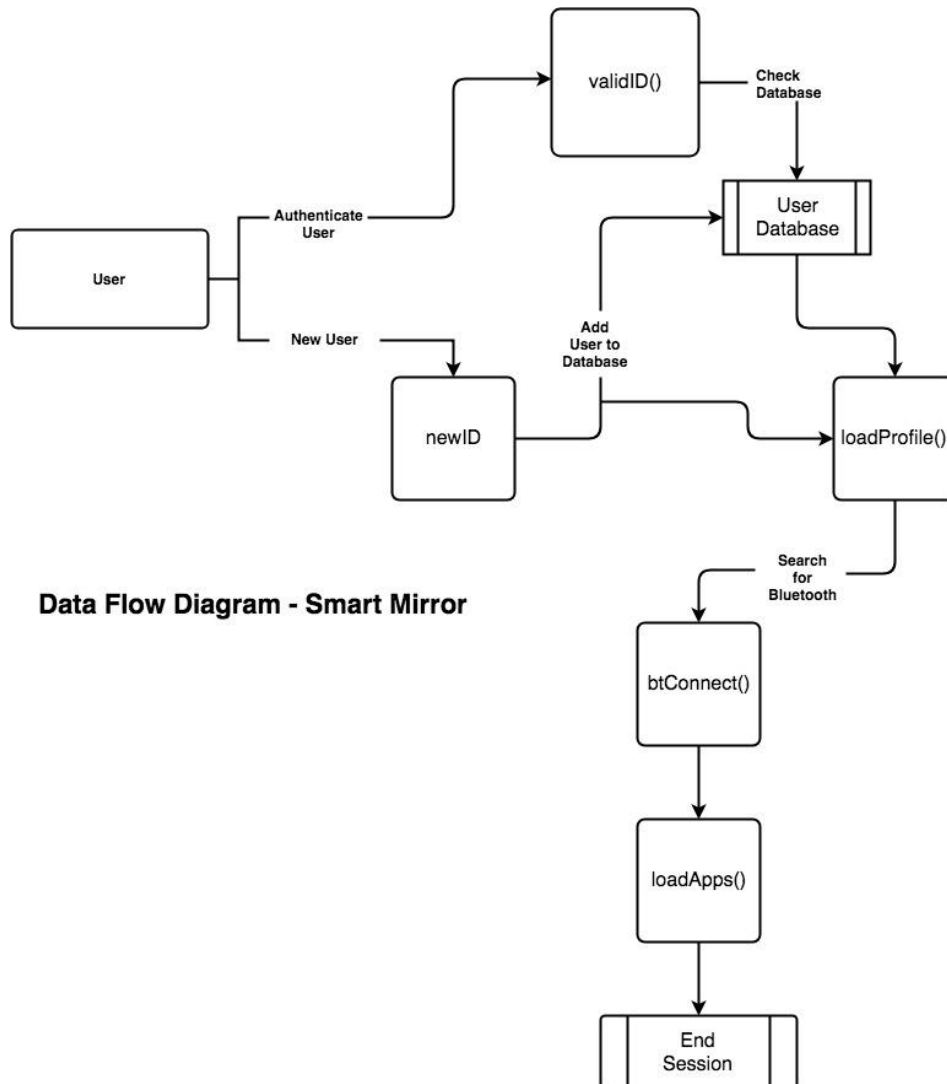 validID()
Check
Database
User
Database
Authenticate
User
User
New User
Add
User to
Database
newID
loadProfile()
Search
for
Bluetooth
Data Flow Diagram - Smart Mirror
btConnect()
loadApps()
End
Session